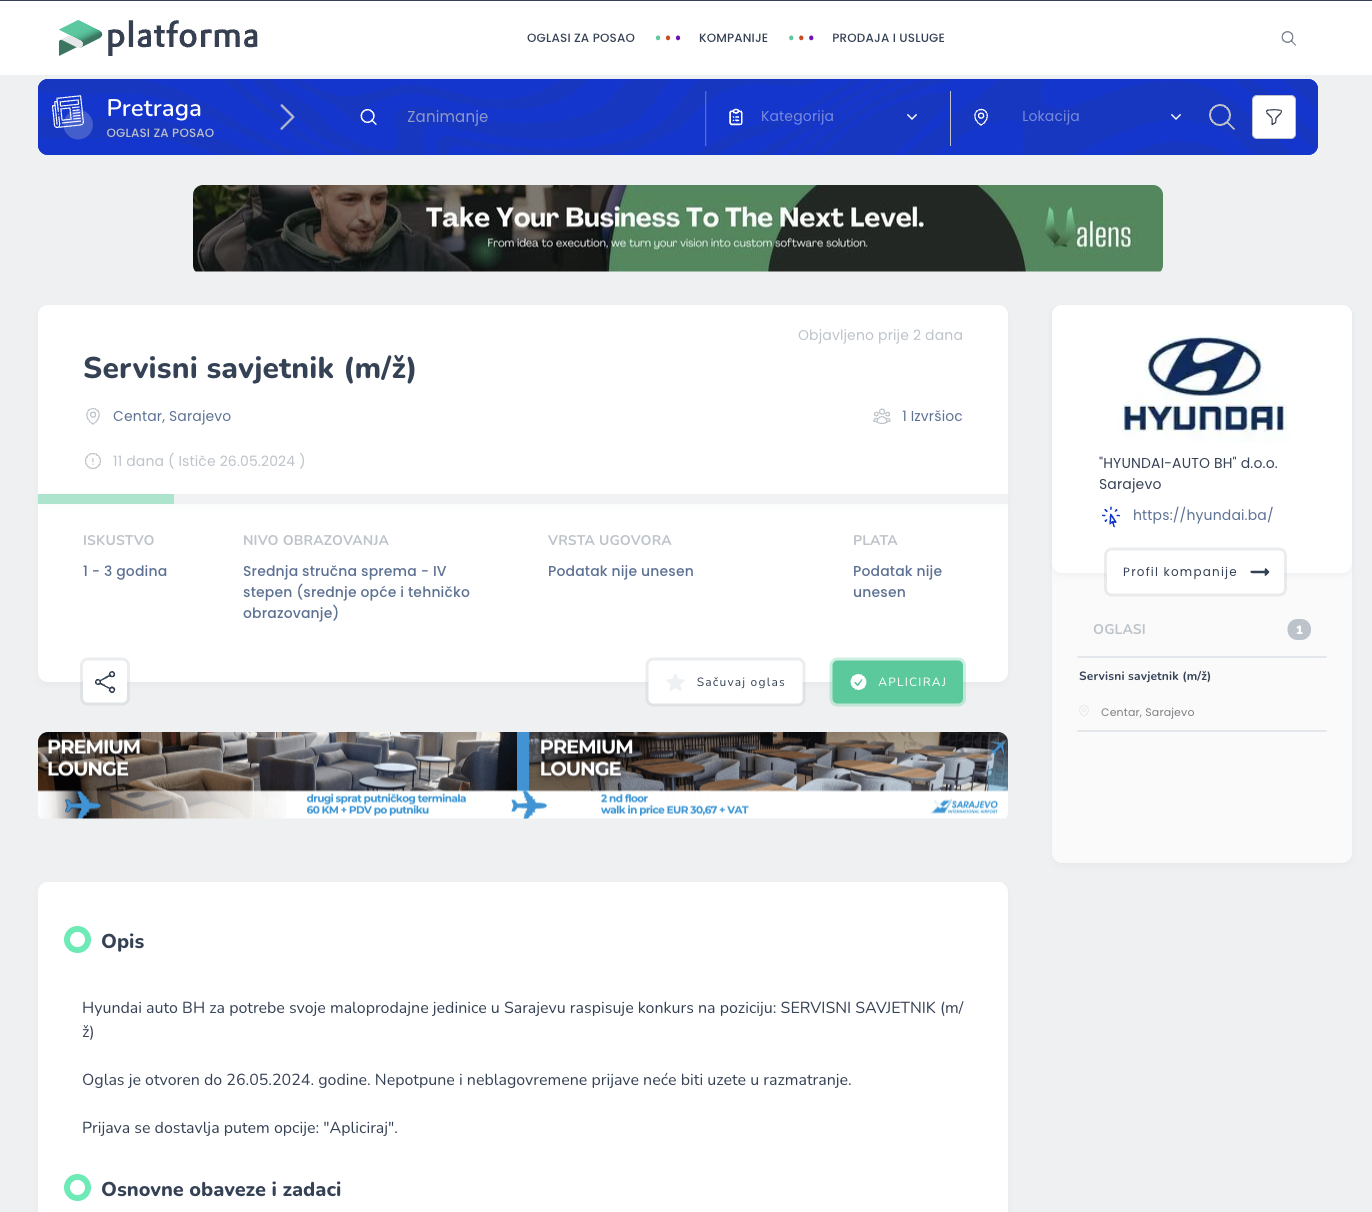 platforma
OGLASI ZA POSAO
KOMPANIJE
PRODAJA I USLUGE
Pretraga
OGLASI ZA POSAO
Zanimanje
Kategorija
Lokacija
Take Your Business To The Next Level.
From idea to execution, we turn your vision into custom software solution.
alens
Objavljeno prije 2 dana
Servisni savjetnik (m/ž)
Centar, Sarajevo
1 Izvršioc
11 dana ( Ističe 26.05.2024 )
ISKUSTVO
1 - 3 godina
NIVO OBRAZOVANJA
Srednja stručna sprema - IV
stepen (srednje opće i tehničko
obrazovanje)
VRSTA UGOVORA
Podatak nije unesen
PLATA
Podatak nije
unesen
Sačuvaj oglas
APLICIRAJ
HYUNDAI
"HYUNDAI-AUTO BH" d.o.o.
Sarajevo
https://hyundai.ba/
Profil kompanije
OGLASI
1
Servisni savjetnik (m/ž)
Centar, Sarajevo
PREMIUM
LOUNGE
drugi sprat putničkog terminala
60 KM + PDV po putniku
PREMIUM
LOUNGE
2 nd floor
walk in price EUR 30,67 + VAT
SARAJEVO
INTERNATIONAL AIRPORT
Opis
Hyundai auto BH za potrebe svoje maloprodajne jedinice u Sarajevu raspisuje konkurs na poziciju: SERVISNI SAVJETNIK (m/
ž)
Oglas je otvoren do 26.05.2024. godine. Nepotpune i neblagovremene prijave neće biti uzete u razmatranje.
Prijava se dostavlja putem opcije: "Apliciraj".
Osnovne obaveze i zadaci